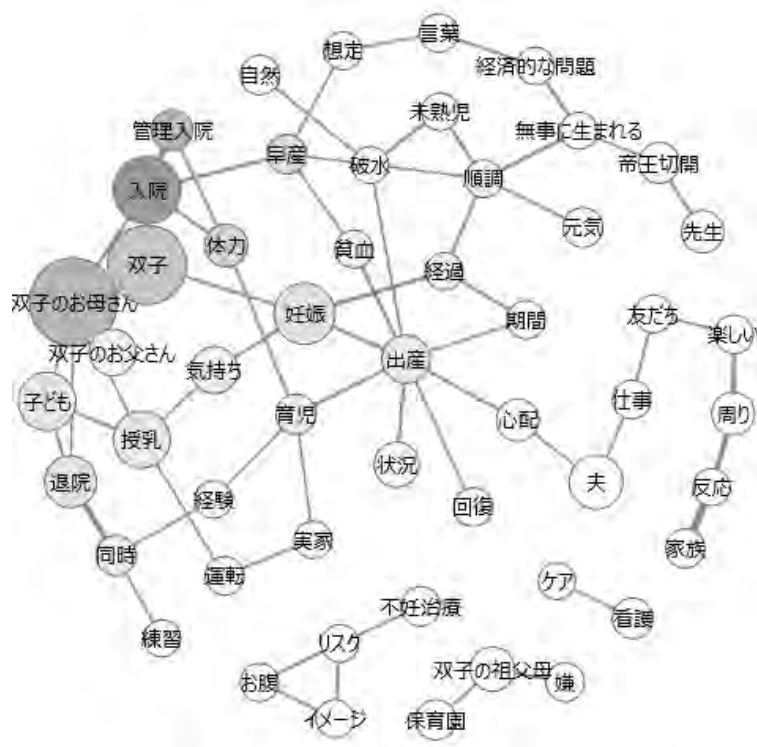 言葉
想定
自然
経済的な問題
未熟児
管理入院
無事に生まれる
早産
破水
順調
帝王切開
入院
体力
貧血
元気
先生
双子
経過
双子のお母さん
妊娠
期間
友だち
楽しい
双子のお父さん
気持ち
出産
子ども
育児
心配
仕事
周り
授乳
状況
夫
退院
経験
回復
反応
同時
運転
実家
家族
ケア
看護
練習
不妊治療
リスク
お腹
双子の祖父母
嫌
イメージ
保育園